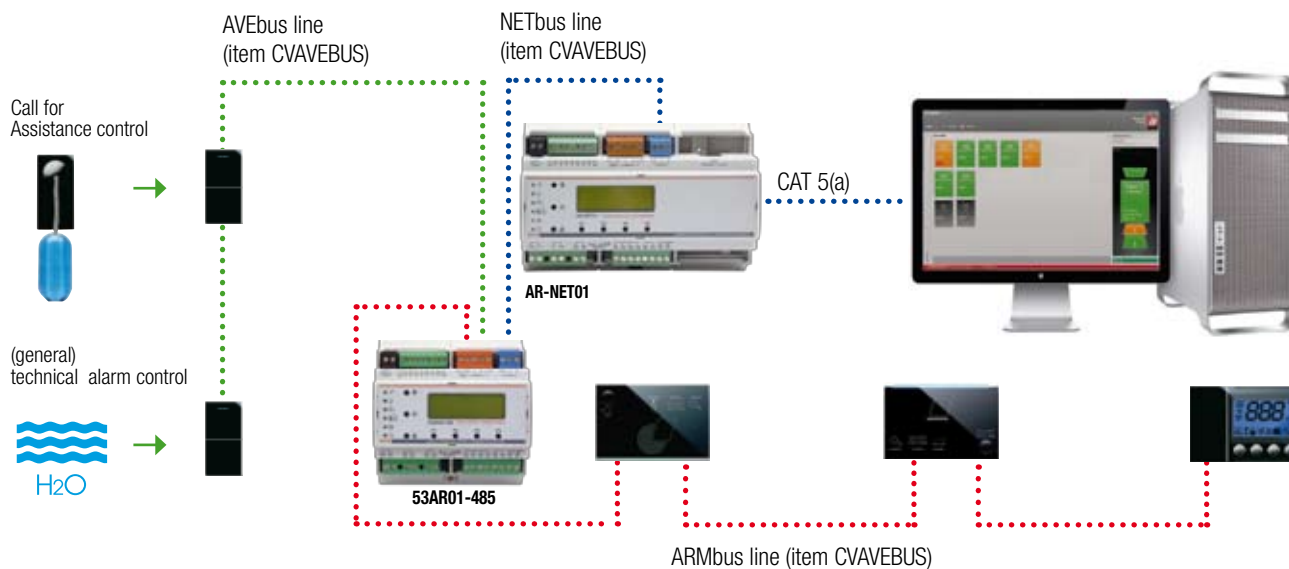 AVEbus line
(item CVAVEBUS)
NETbus line
(item CVAVEBUS)
Call for
Assistance control
CAT 5(a)
AR-NET01
(general)
technical alarm control
H2O
53AR01-485
ARMbus line (item CVAVEBUS)